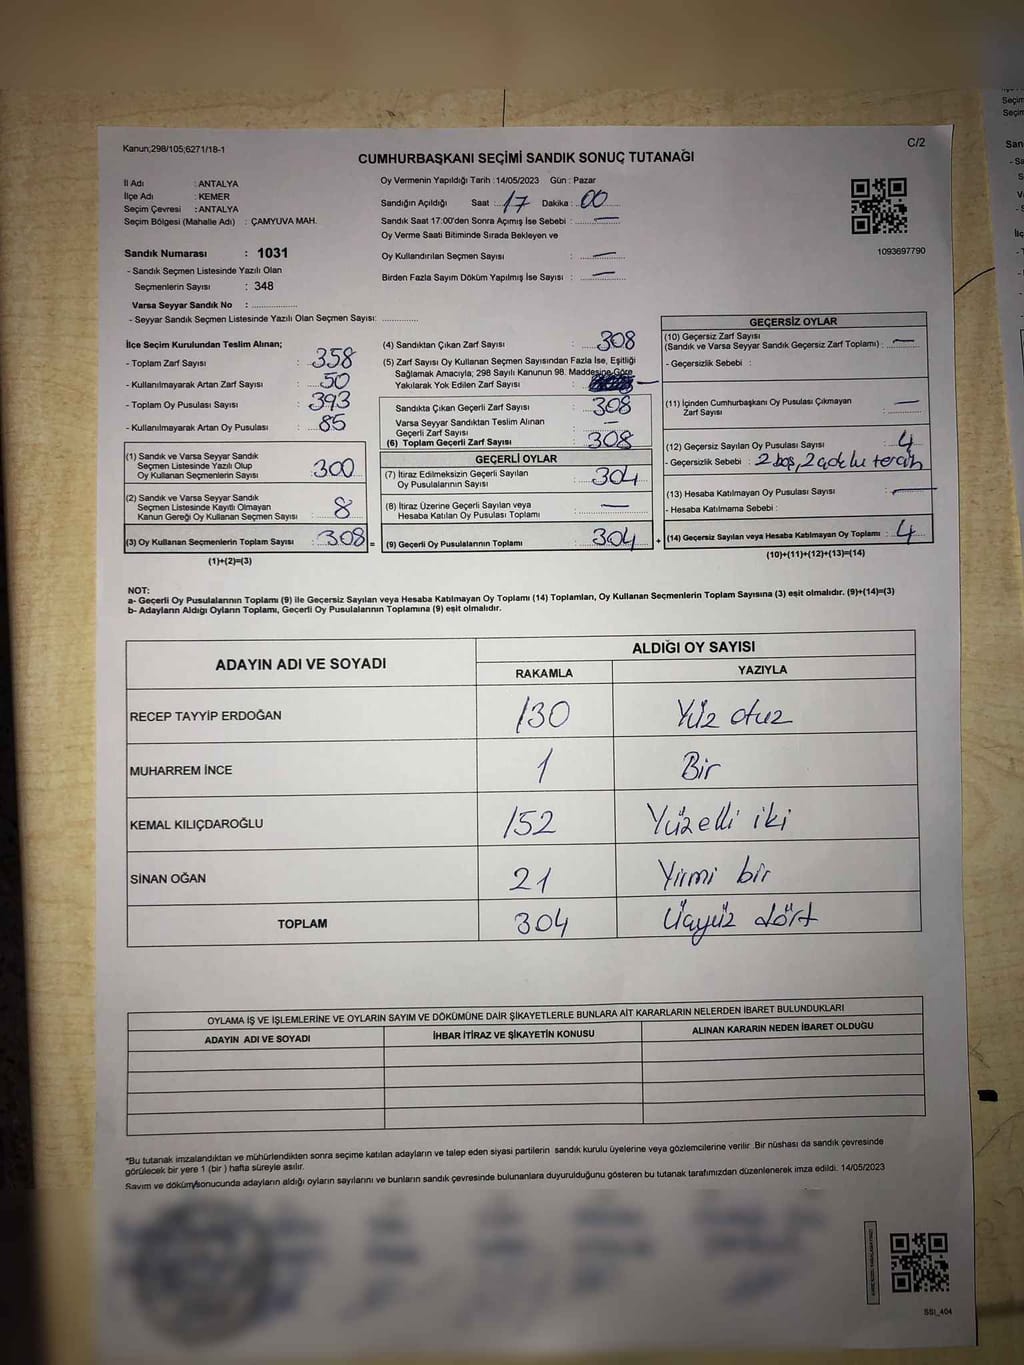 Kanun;298/105;6271/18-1
C/2
CUMHURBAŞKANI SEÇİMİ SANDIK SONUÇ TUTANAĞI
İl Adı : ANTALYA
İlçe Adı : KEMER
Seçim Çevresi : ANTALYA
Seçim Bölgesi (Mahalle Adı) : ÇAMYUVA MAH.
Sandık Numarası : 1031
- Sandık Seçmen Listesinde Yazılı Olan
Seçmenlerin Sayısı : 348
Varsa Seyyar Sandık No : ...................
- Seyyar Sandık Seçmen Listesinde Yazılı Olan Seçmen Sayısı: ..............
Oy Vermenin Yapıldığı Tarih : 14/05/2023 Gün : Pazar
Sandığın Açıldığı Saat : 17 Dakika : 00
Sandık Saat 17:00'den Sonra Açımış İse Sebebi : —
Oy Verme Saati Bitiminde Sırada Bekleyen ve
Oy Kullandırılan Seçmen Sayısı : —
Birden Fazla Sayım Döküm Yapılmış İse Sayısı : —
1093697790
İlçe Seçim Kurulundan Teslim Alınan;
- Toplam Zarf Sayısı : 358
- Kullanılmayarak Artan Zarf Sayısı : 50
- Toplam Oy Pusulası Sayısı : 393
- Kullanılmayarak Artan Oy Pusulası : 85
(1) Sandık ve Varsa Seyyar Sandık
Seçmen Listesinde Yazılı Olup
Oy Kullanan Seçmenlerin Sayısı : 300
(2) Sandık ve Varsa Seyyar Sandık
Seçmen Listesinde Kayıtlı Olmayan
Kanun Gereği Oy Kullanan Seçmen Sayısı : 8
(3) Oy Kullanan Seçmenlerin Toplam Sayısı : 308 =
(1)+(2)=(3)
(4) Sandıktan Çıkan Zarf Sayısı : 308
(5) Zarf Sayısı Oy Kullanan Seçmen Sayısından Fazla İse, Eşitliği
Sağlamak Amacıyla; 298 Sayılı Kanunun 98. Maddesine Göre
Yakılarak Yok Edilen Zarf Sayısı : —
Sandıkta Çıkan Geçerli Zarf Sayısı : 308
Varsa Seyyar Sandıktan Teslim Alınan
Geçerli Zarf Sayısı : —
(6) Toplam Geçerli Zarf Sayısı : 308
GEÇERLİ OYLAR
(7) İtiraz Edilmeksizin Geçerli Sayılan
Oy Pusulalarının Sayısı : 304
(8) İtiraz Üzerine Geçerli Sayılan veya
Hesaba Katılan Oy Pusulası Toplamı : —
(9) Geçerli Oy Pusulalarının Toplamı : 304 +
GEÇERSİZ OYLAR
(10) Geçersiz Zarf Sayısı
(Sandık ve Varsa Seyyar Sandık Geçersiz Zarf Toplamı) : —
- Geçersizlik Sebebi :
(11) İçinden Cumhurbaşkanı Oy Pusulası Çıkmayan
Zarf Sayısı : —
(12) Geçersiz Sayılan Oy Pusulası Sayısı : 4
- Geçersizlik Sebebi : 2 boş, 2 çoklu tercih
(13) Hesaba Katılmayan Oy Pusulası Sayısı : —
- Hesaba Katılmama Sebebi :
(14) Geçersiz Sayılan veya Hesaba Katılmayan Oy Toplamı : 4
(10)+(11)+(12)+(13)=(14)
NOT:
a- Geçerli Oy Pusulalarının Toplamı (9) ile Geçersiz Sayılan veya Hesaba Katılmayan Oy Toplamı (14) Toplamları, Oy Kullanan Seçmenlerin Toplam Sayısına (3) eşit olmalıdır. (9)+(14)=(3)
b- Adayların Aldığı Oyların Toplamı, Geçerli Oy Pusulalarının Toplamına (9) eşit olmalıdır.
ADAYIN ADI VE SOYADI
ALDIĞI OY SAYISI
RAKAMLA YAZIYLA
RECEP TAYYİP ERDOĞAN 130 Yüz otuz
MUHARREM İNCE 1 Bir
KEMAL KILIÇDAROĞLU 152 Yüzelli iki
SİNAN OĞAN 21 Yirmi bir
TOPLAM 304 Üçyüz dört
OYLAMA İŞ VE İŞLEMLERİNE VE OYLARIN SAYIM VE DÖKÜMÜNE DAİR ŞİKAYETLERLE BUNLARA AİT KARARLARIN NELERDEN İBARET BULUNDUKLARI
ADAYIN ADI VE SOYADI İHBAR İTİRAZ VE ŞİKAYETİN KONUSU ALINAN KARARIN NEDEN İBARET OLDUĞU
*Bu tutanak imzalandıktan ve mühürlendikten sonra seçime katılan adayların ve talep eden siyasi partilerin sandık kurulu üyelerine veya gözlemcilerine verilir .Bir nüshası da sandık çevresinde
görülecek bir yere 1 (bir ) hafta süreyle asılır.
Sayım ve döküm sonucunda adayların aldığı oyların sayılarını ve bunların sandık çevresinde bulunanlara duyurulduğunu gösteren bu tutanak tarafımızdan düzenlenerek imza edildi. 14/05/2023
SSI_404